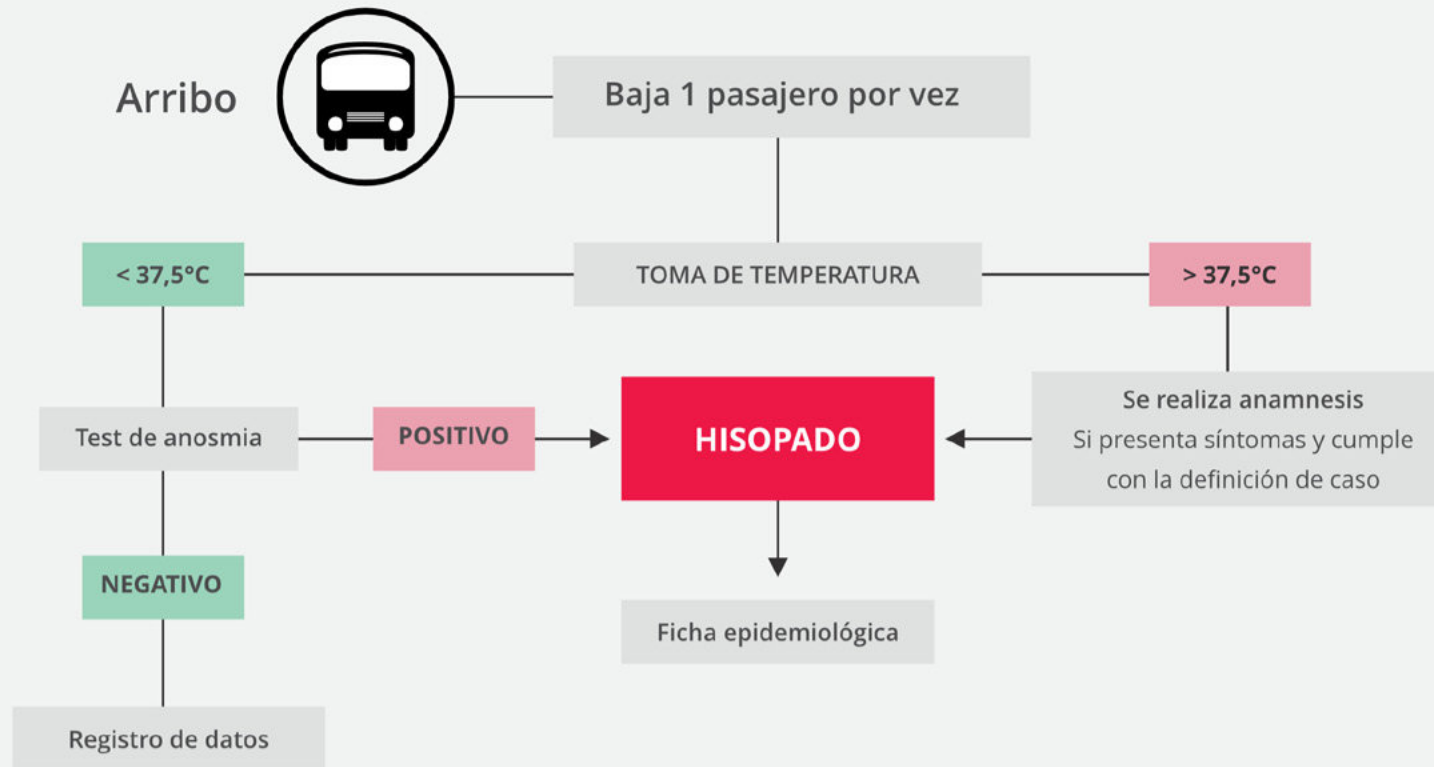 Arribo
Baja 1 pasajero por vez
< 37,5°C
TOMA DE TEMPERATURA
> 37,5°C
Test de anosmia
POSITIVO
HISOPADO
Se realiza anamnesis
Si presenta síntomas y cumple
con la definición de caso
NEGATIVO
Ficha epidemiológica
Registro de datos